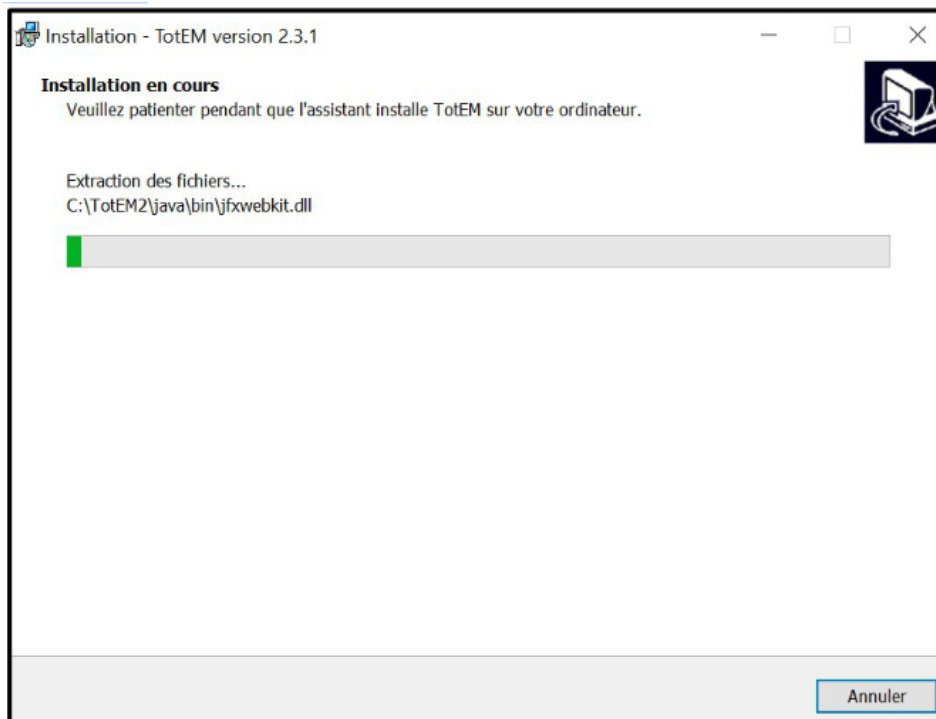 Installation - TotEM version 2.3.1
Installation en cours
Veuillez patienter pendant que l'assistant installe TotEM sur votre ordinateur.
Extraction des fichiers...
C:\TotEM2\java\bin\jfxwebkit.dll
Annuler